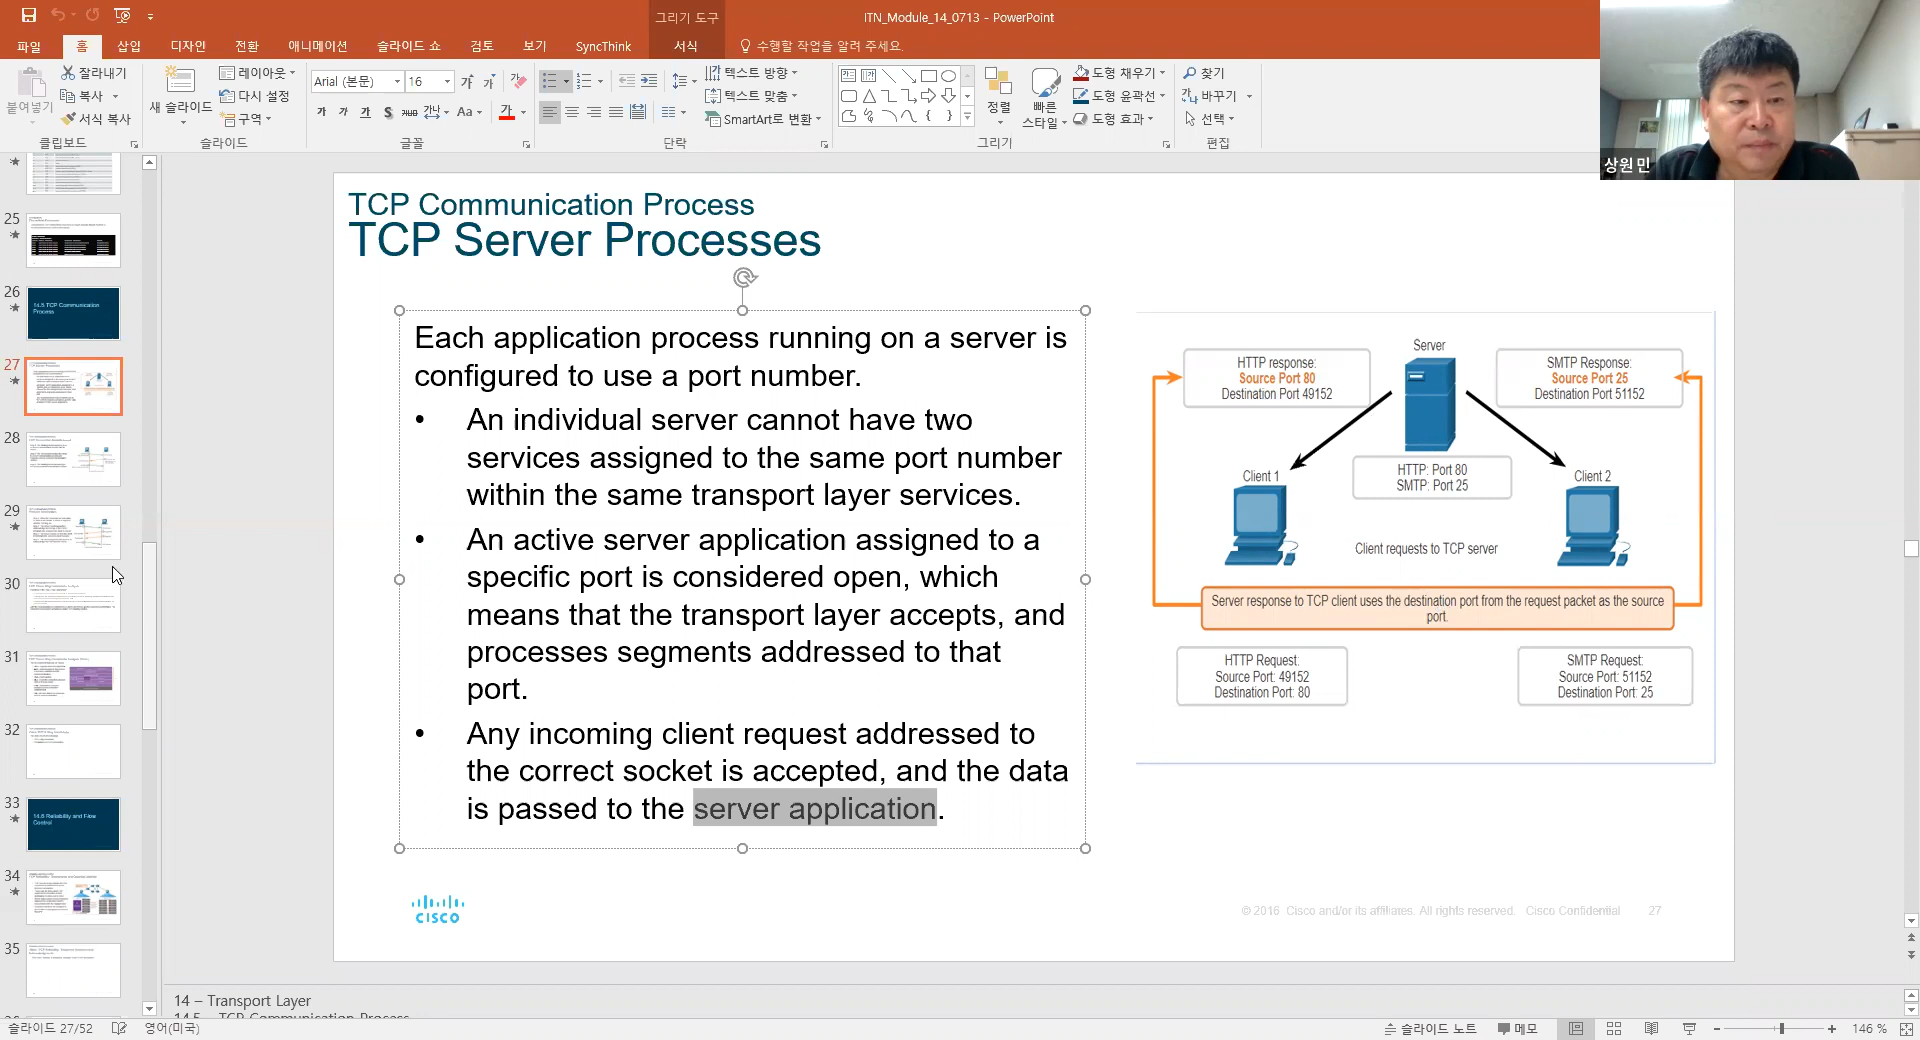 ITN_Module_14_0713 - PowerPoint
그리기 도구
파일
홈
삽입
디자인
전환
애니메이션
슬라이드 쇼
검토
보기
SyncThink
서식
수행할 작업을 알려 주세요.
붙여넣기
잘라내기
복사
서식 복사
클립보드
새 슬라이드
레이아웃
다시 설정
구역
슬라이드
Arial (본문)
16
가
가
가
S
Aa
가
글꼴
텍스트 방향
텍스트 맞춤
SmartArt로 변환
단락
정렬
빠른
스타일
도형 채우기
도형 윤곽선
도형 효과
그리기
찾기
바꾸기
선택
편집
상원민
25
26
14.5 TCP Communication
Process
27
28
29
30
31
32
33
14.6 Reliability and Flow
Control
34
35
TCP Communication Process
TCP Server Processes
Each application process running on a server is
configured to use a port number.
• An individual server cannot have two
services assigned to the same port number
within the same transport layer services.
• An active server application assigned to a
specific port is considered open, which
means that the transport layer accepts, and
processes segments addressed to that
port.
• Any incoming client request addressed to
the correct socket is accepted, and the data
is passed to the server application.
Server
HTTP response:
Source Port 80
Destination Port 49152
SMTP Response:
Source Port 25
Destination Port 51152
Client 1
HTTP: Port 80
SMTP: Port 25
Client 2
Client requests to TCP server
Server response to TCP client uses the destination port from the request packet as the source
port.
HTTP Request:
Source Port: 49152
Destination Port: 80
SMTP Request:
Source Port: 51152
Destination Port: 25
CISCO
© 2016 Cisco and/or its affiliates. All rights reserved. Cisco Confidential 27
14 – Transport Layer
14.5 – TCP Communication Process
슬라이드 27/52
영어(미국)
슬라이드 노트
메모
146 %